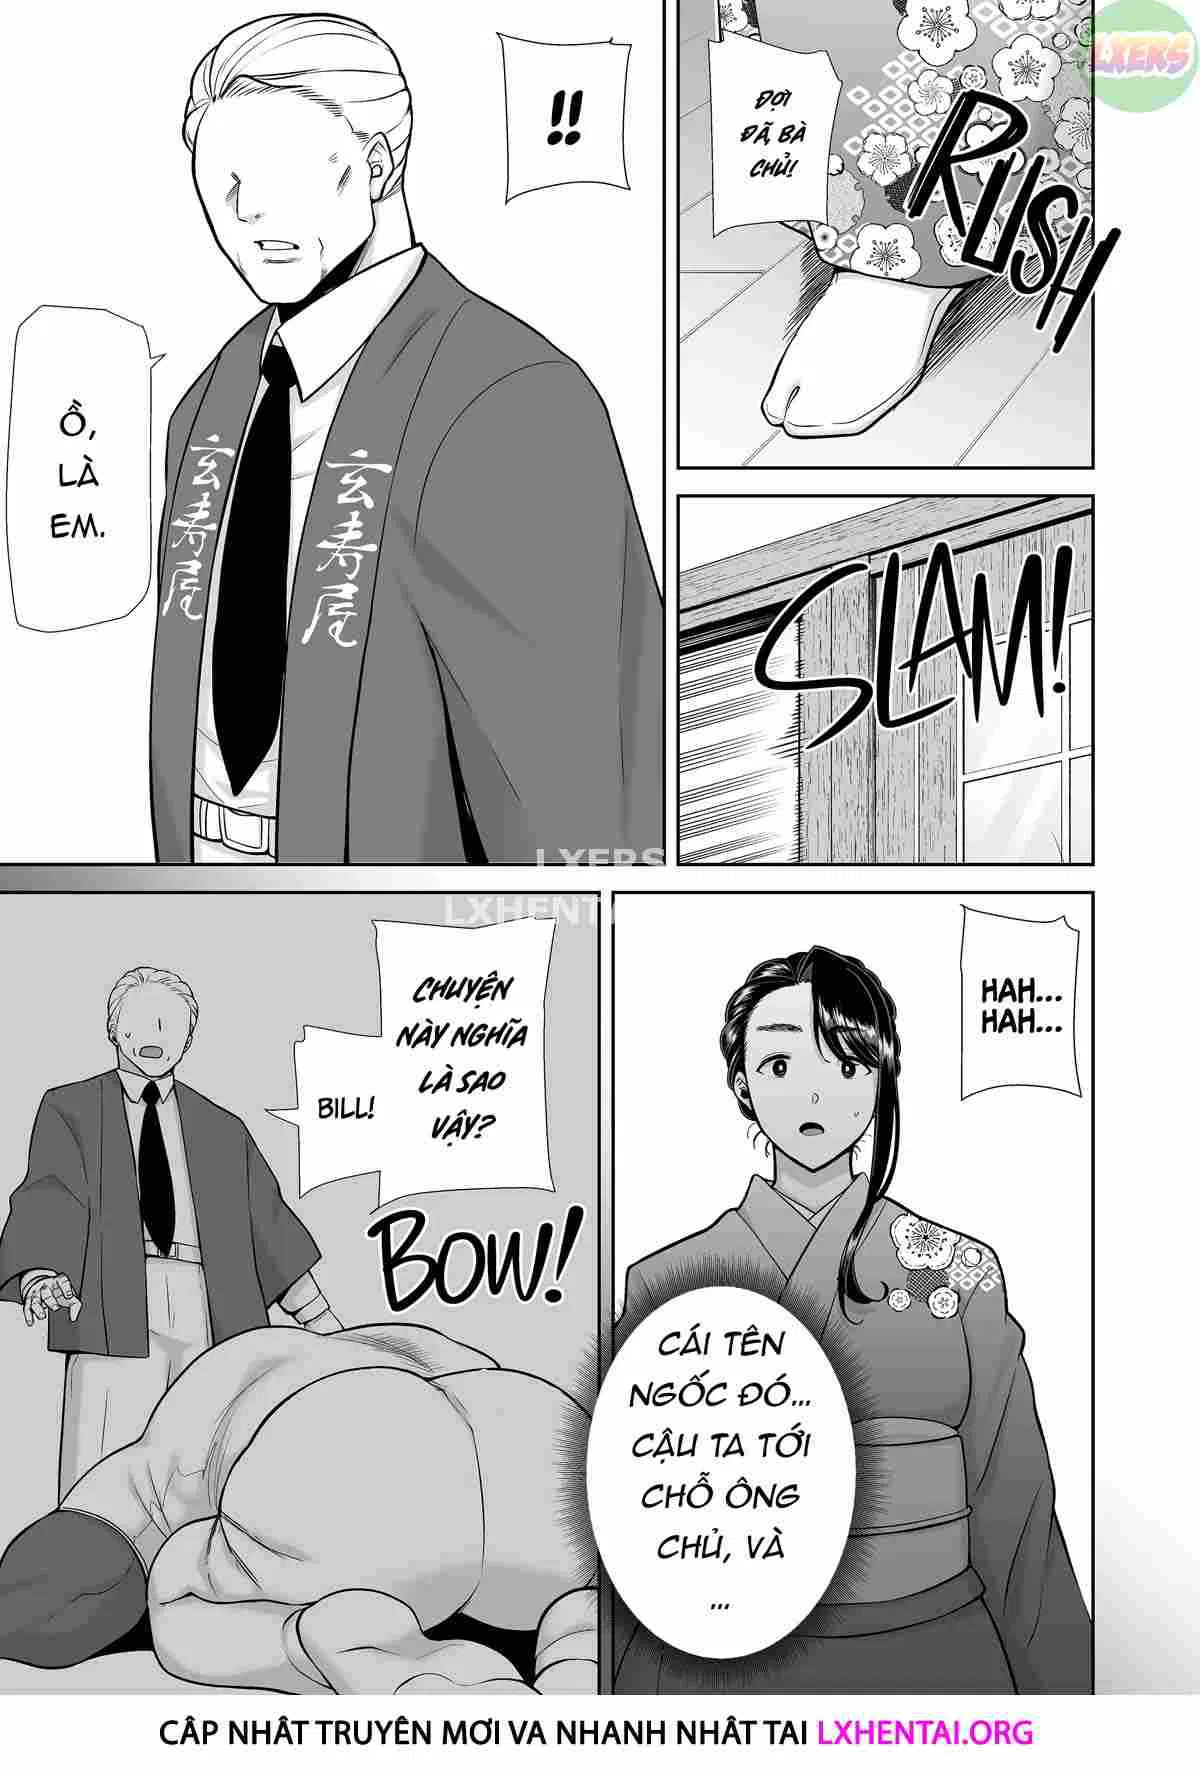 LXERS
ĐỢI
ĐÃ, BÀ
CHỦ!
RUSH
!!
Ồ,
LÀ
EM.
玄寿屋
玄寿屋
SLAM!
LXERS
LXHENTAI
HAH...
HAH...
CÁI TÊN
NGỐC ĐÓ...
CẬU TA TỚI
CHỖ ÔNG
CHỦ, VÀ
...
CHUYỆN
NÀY NGHĨA
LÀ SAO
VẬY?
BILL!
BOW!
CẬP NHẬT TRUYỆN MỚI VÀ NHANH NHẤT TẠI LXHENTAI.ORG